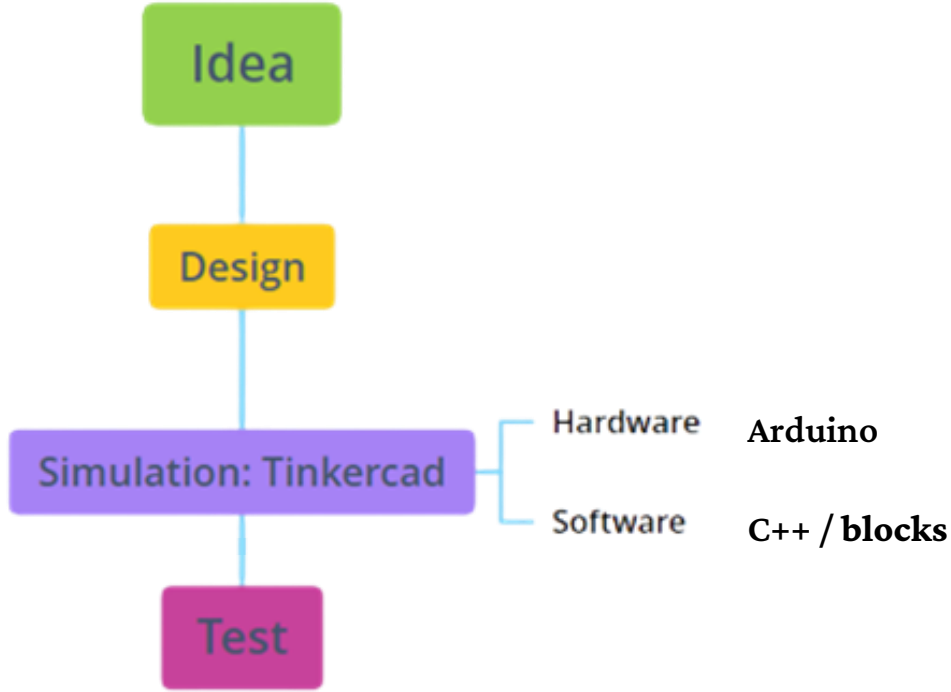 Idea
Design
Simulation: Tinkercad
Hardware Arduino
Software C++ / blocks
Test